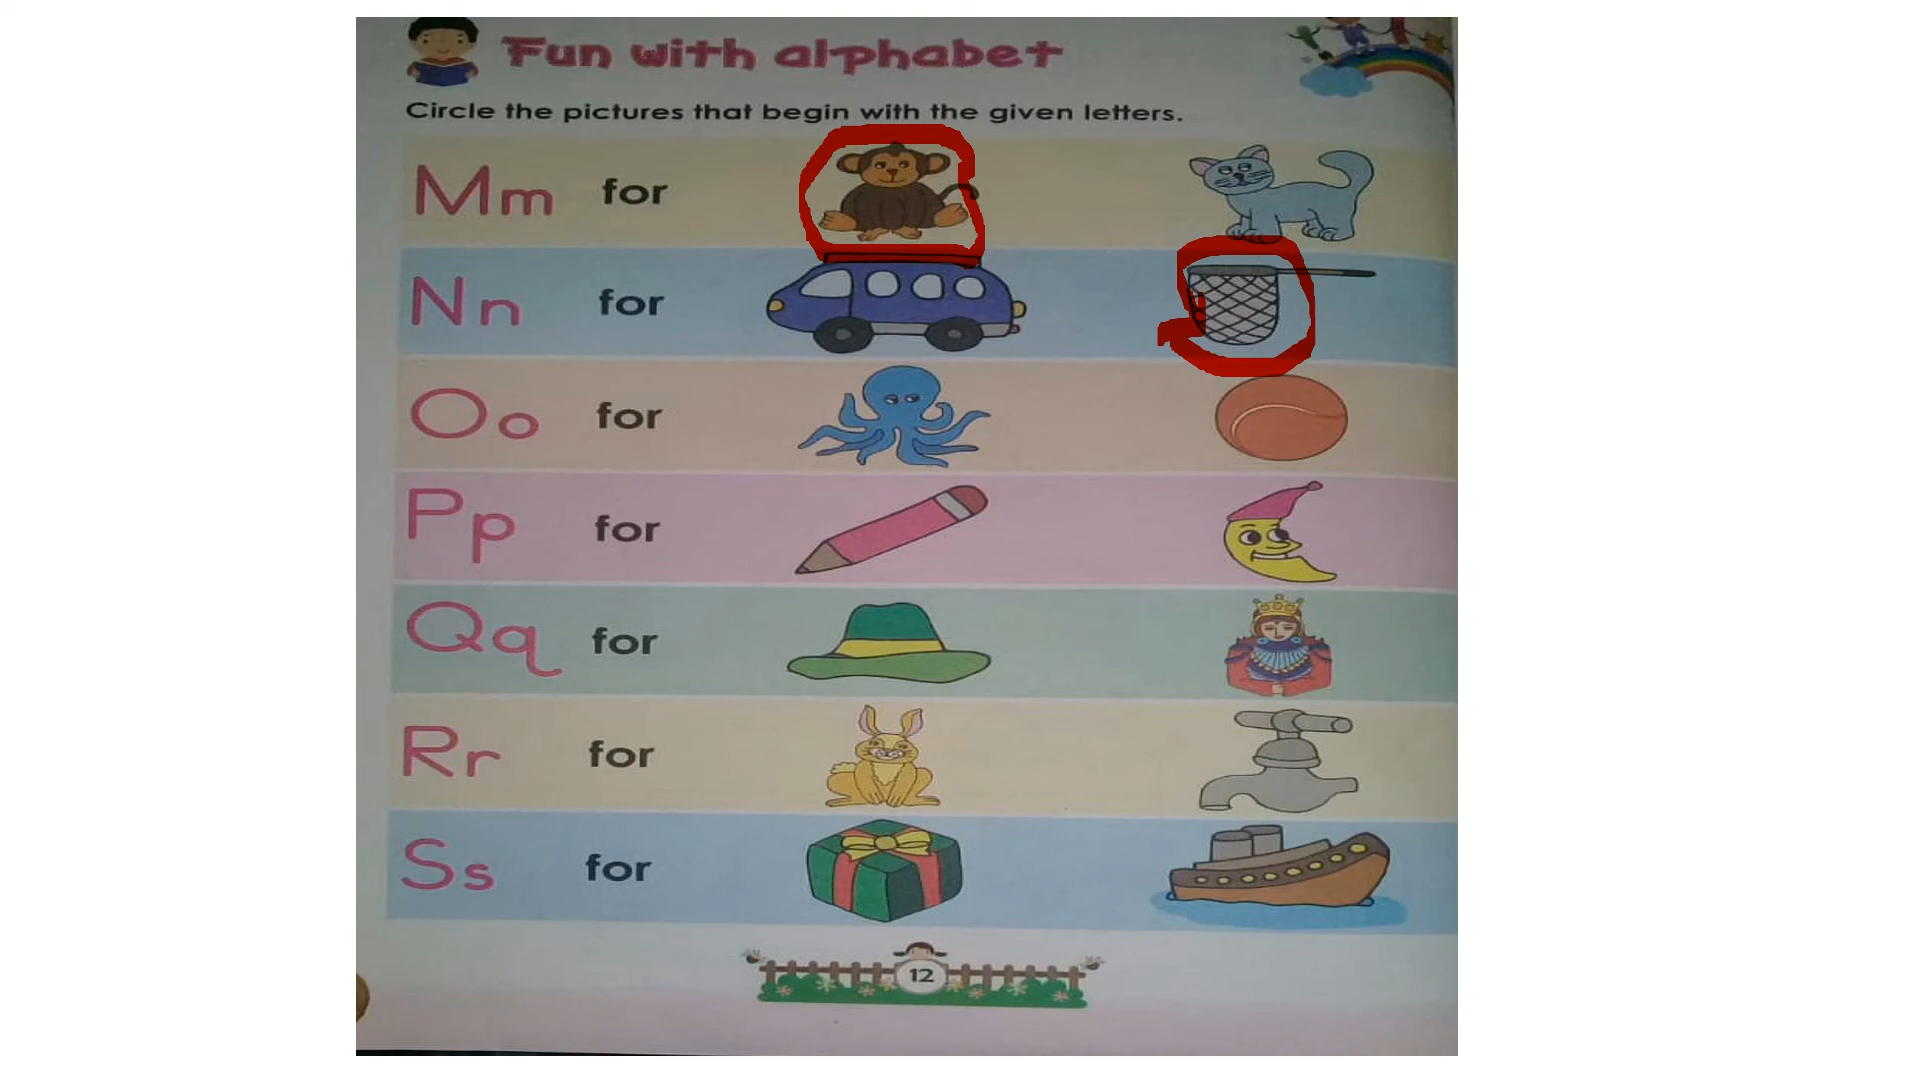 Fun with alphabet
Circle the pictures that begin with the given letters.
Mm for
Nn for
Oo for
Pp for
Qq for
Rr for
Ss for
12